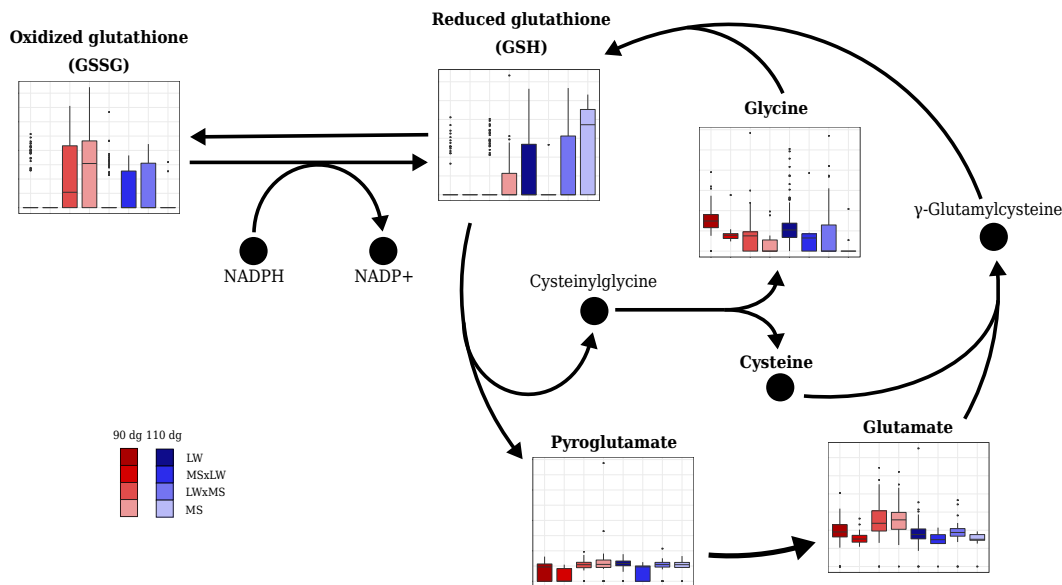 Reduced glutathione
(GSH)
Oxidized glutathione
(GSSG)
Glycine
γ-Glutamylcysteine
NADPH
NADP+
Cysteinylglycine
Cysteine
Pyroglutamate
Glutamate
90 dg 110 dg
LW
MSxLW
LWxMS
MS